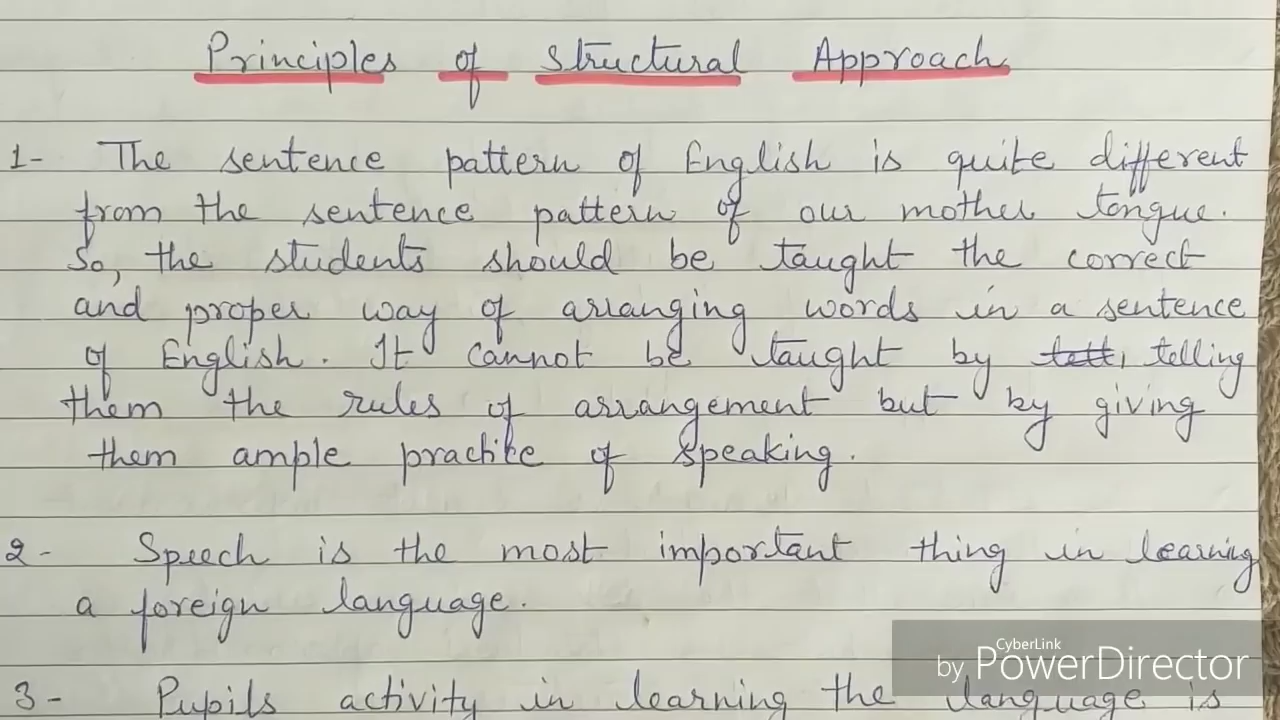 Principles of Structural Approach
1- The sentence pattern of English is quite different
from the sentence pattern of our mother tongue.
So, the students should be taught the correct
and proper way of arranging words in a sentence
of English. It cannot be taught by telling
them the rules of arrangement but by giving
them ample practice of speaking.
2- Speech is the most important thing in learning
a foreign language.
CyberLink
by PowerDirector
3- Pupils activity in learning the language is